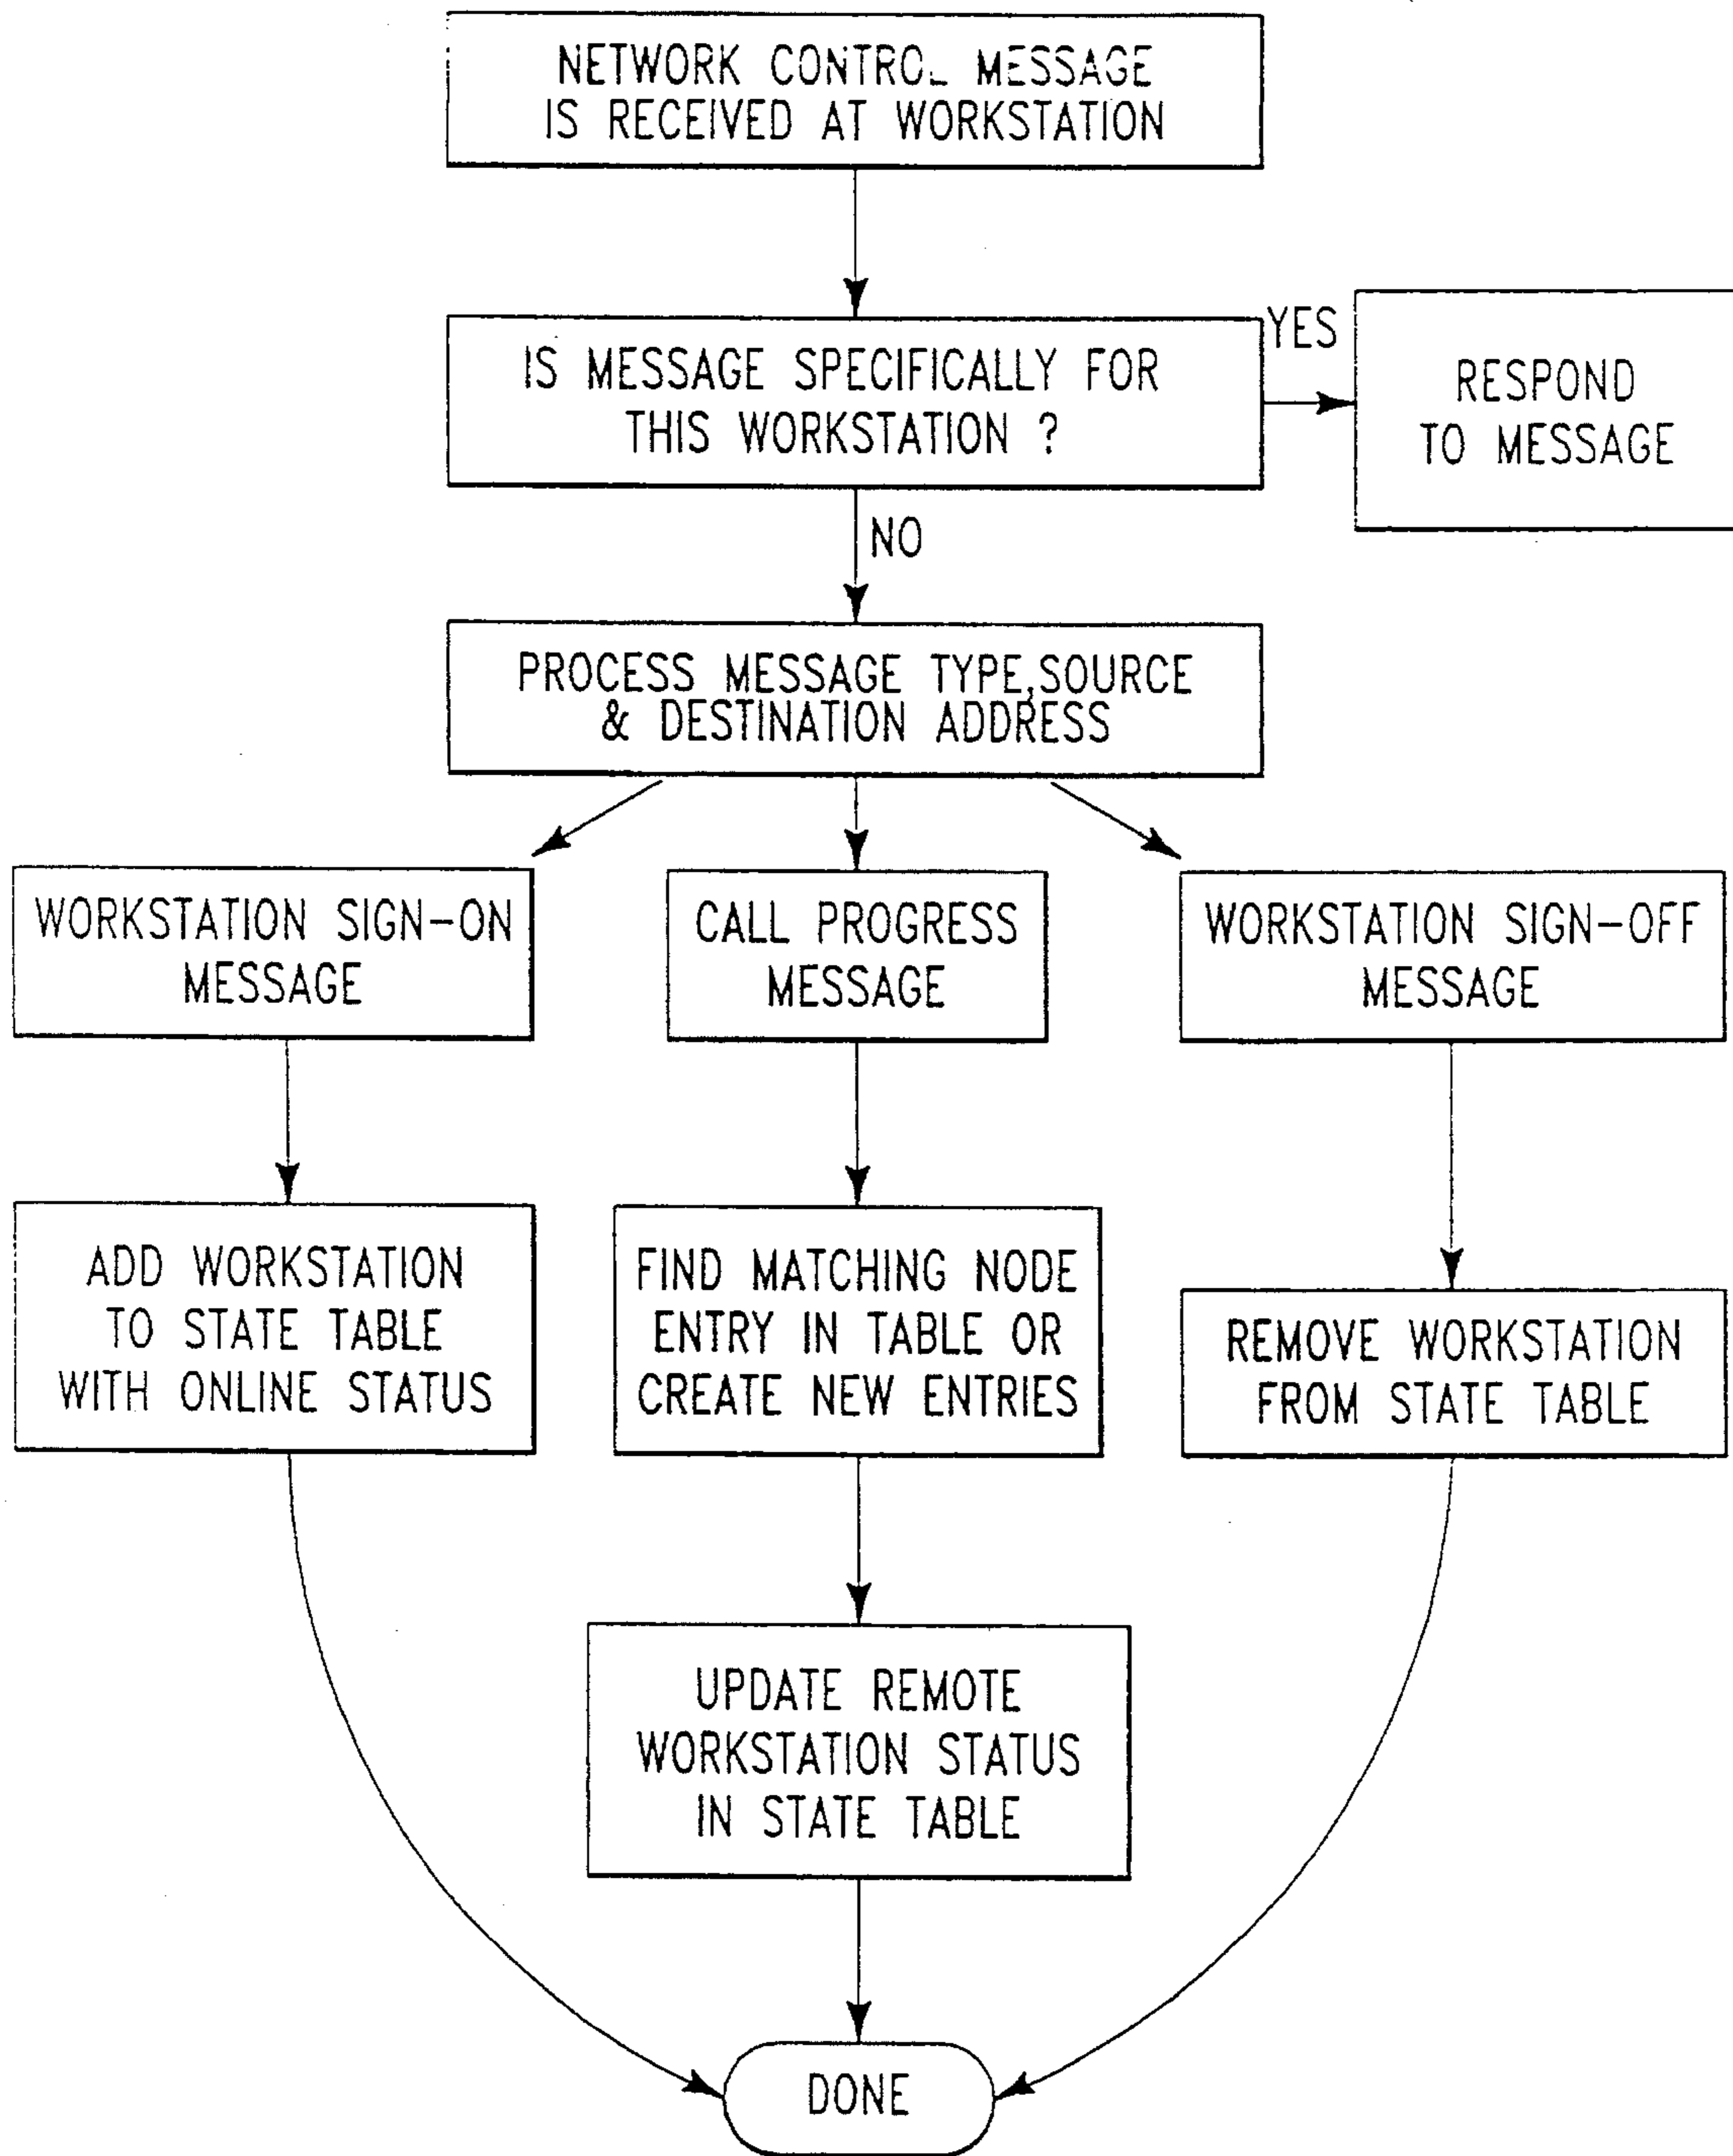 NETWORK CONTROL MESSAGE
IS RECEIVED AT WORKSTATION
IS MESSAGE SPECIFICALLY FOR
THIS WORKSTATION ?
YES
RESPOND
TO MESSAGE
NO
PROCESS MESSAGE TYPE,SOURCE
& DESTINATION ADDRESS
WORKSTATION SIGN-ON
MESSAGE
CALL PROGRESS
MESSAGE
WORKSTATION SIGN-OFF
MESSAGE
ADD WORKSTATION
TO STATE TABLE
WITH ONLINE STATUS
FIND MATCHING NODE
ENTRY IN TABLE OR
CREATE NEW ENTRIES
REMOVE WORKSTATION
FROM STATE TABLE
UPDATE REMOTE
WORKSTATION STATUS
IN STATE TABLE
DONE